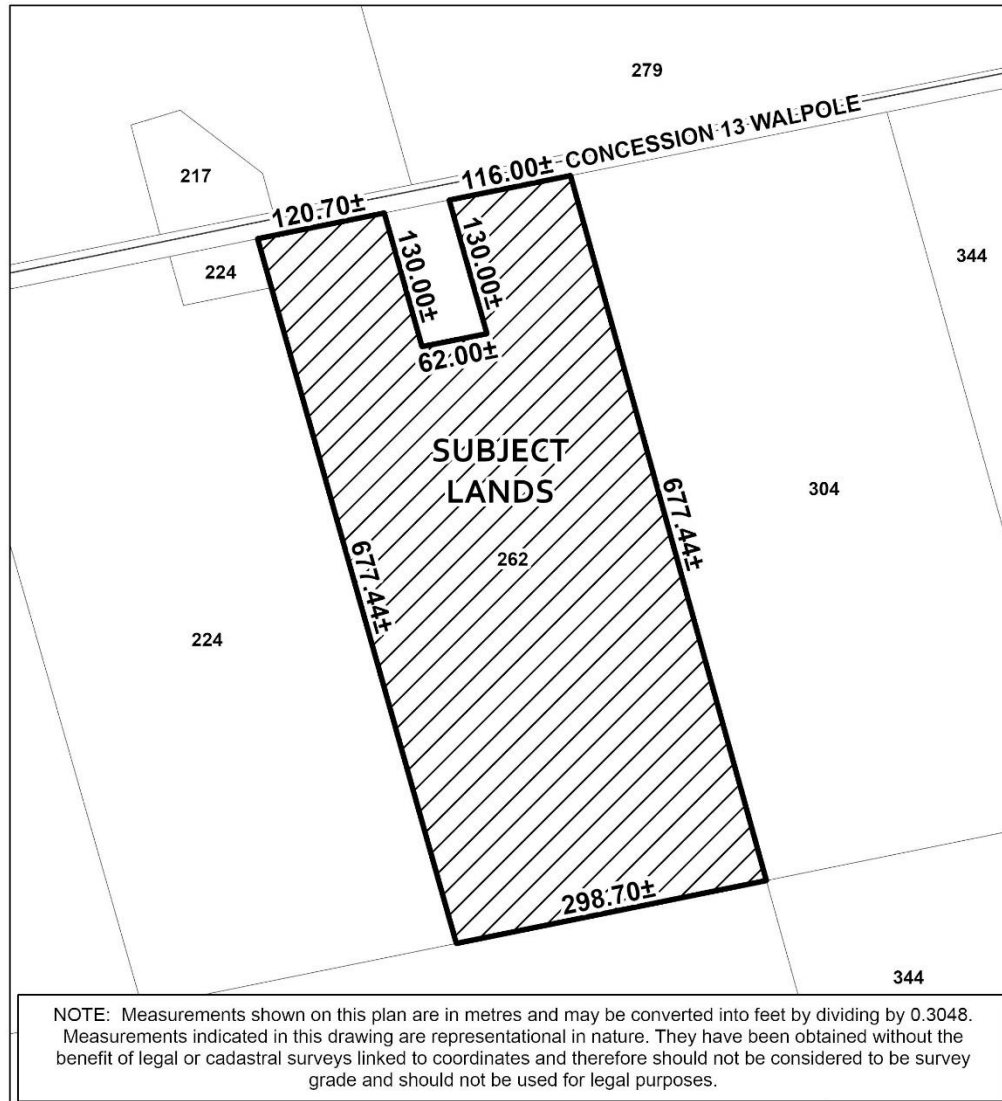 279
CONCESSION 13 WALPOLE
116.00±
217
120.70±
130.00±
130.00±
344
224
62.00±
SUBJECT
LANDS
677.44±
304
262
677.44±
224
298.70±
344
NOTE: Measurements shown on this plan are in metres and may be converted into feet by dividing by 0.3048.
Measurements indicated in this drawing are representational in nature. They have been obtained without the
benefit of legal or cadastral surveys linked to coordinates and therefore should not be considered to be survey
grade and should not be used for legal purposes.